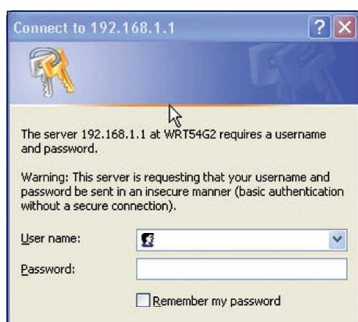 Connect to 192.168.1.1
The server 192.168.1.1 at WRT54G2 requires a username
and password.
Warning: This server is requesting that your username and
password be sent in an insecure manner (basic authentication
without a secure connection).
User name:
Password:
Remember my password